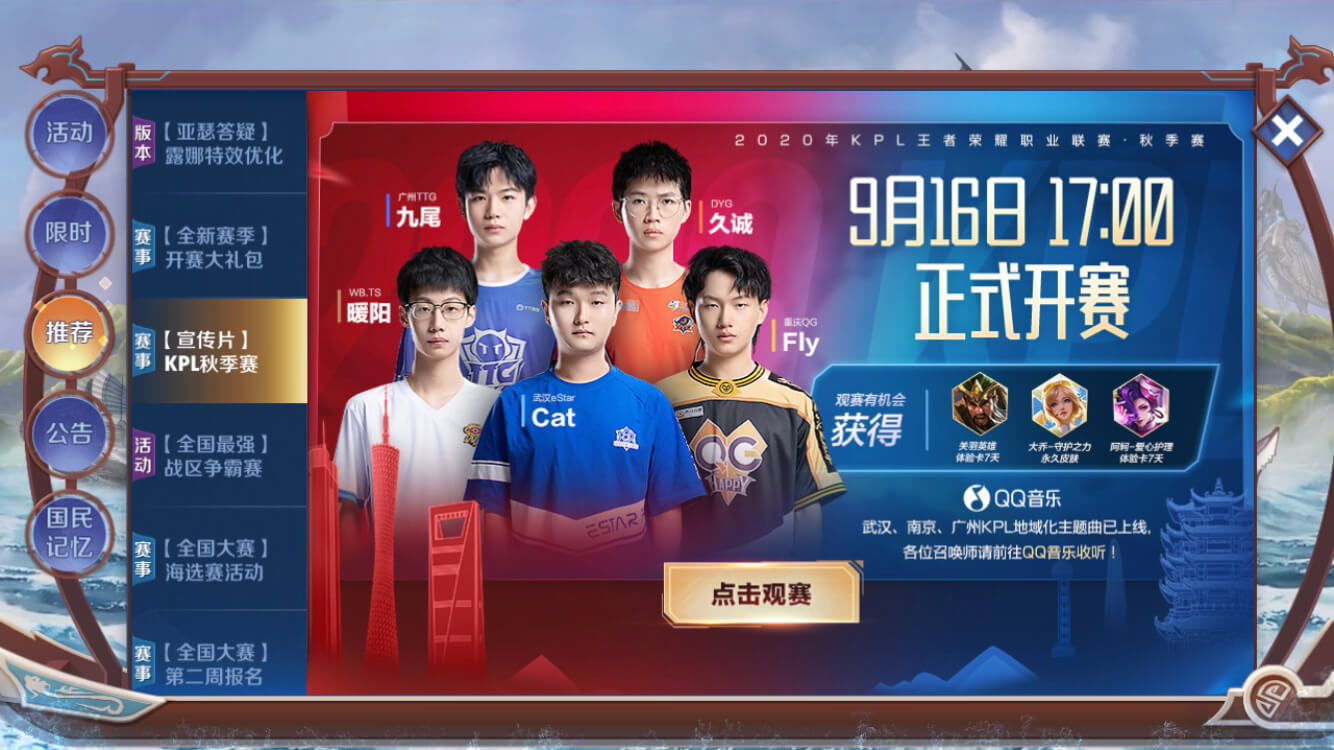 活动
限时
推荐
公告
国民
记忆
版本
【亚瑟答疑】
露娜特效优化
赛事
【全新赛季】
开赛大礼包
赛事
【宣传片】
KPL秋季赛
活动
【全国最强】
战区争霸赛
赛事
【全国大赛】
海选赛活动
赛事
【全国大赛】
第二周报名
2020年KPL王者荣耀职业联赛·秋季赛
9月16日 17:00
正式开赛
广州TTG
九尾
DYG
久诚
WB.TS
暖阳
重庆QG
Fly
武汉eStar
Cat
TTG
ESTAR
QG
HAPPY
观赛有机会
获得
关羽英雄
体验卡7天
大乔-守护之力
永久皮肤
阿轲-爱心护理
体验卡7天
QQ音乐
武汉、南京、广州KPL地域化主题曲已上线,
各位召唤师请前往QQ音乐收听！
点击观赛